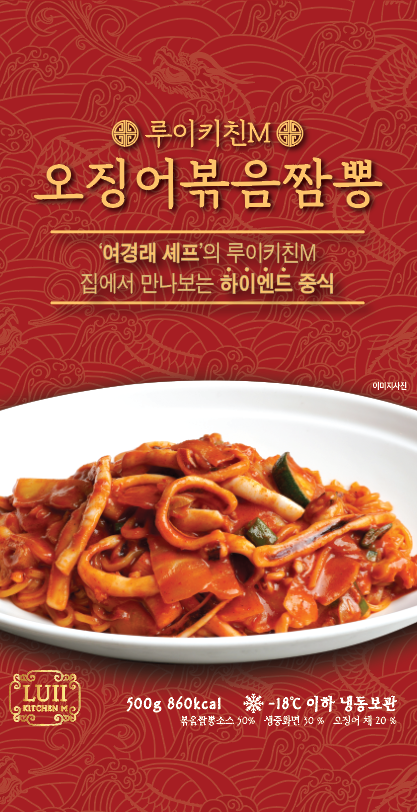 루이키친M
오징어볶음짬뽕
'여경래 셰프'의 루이키친M
집에서 만나보는 하이엔드 중식
이미지사진
LUII
KITCHEN M
500g 860kcal -18℃ 이하 냉동보관
볶음짬뽕소스 50% 생중화면 30 % 오징어 채 20 %